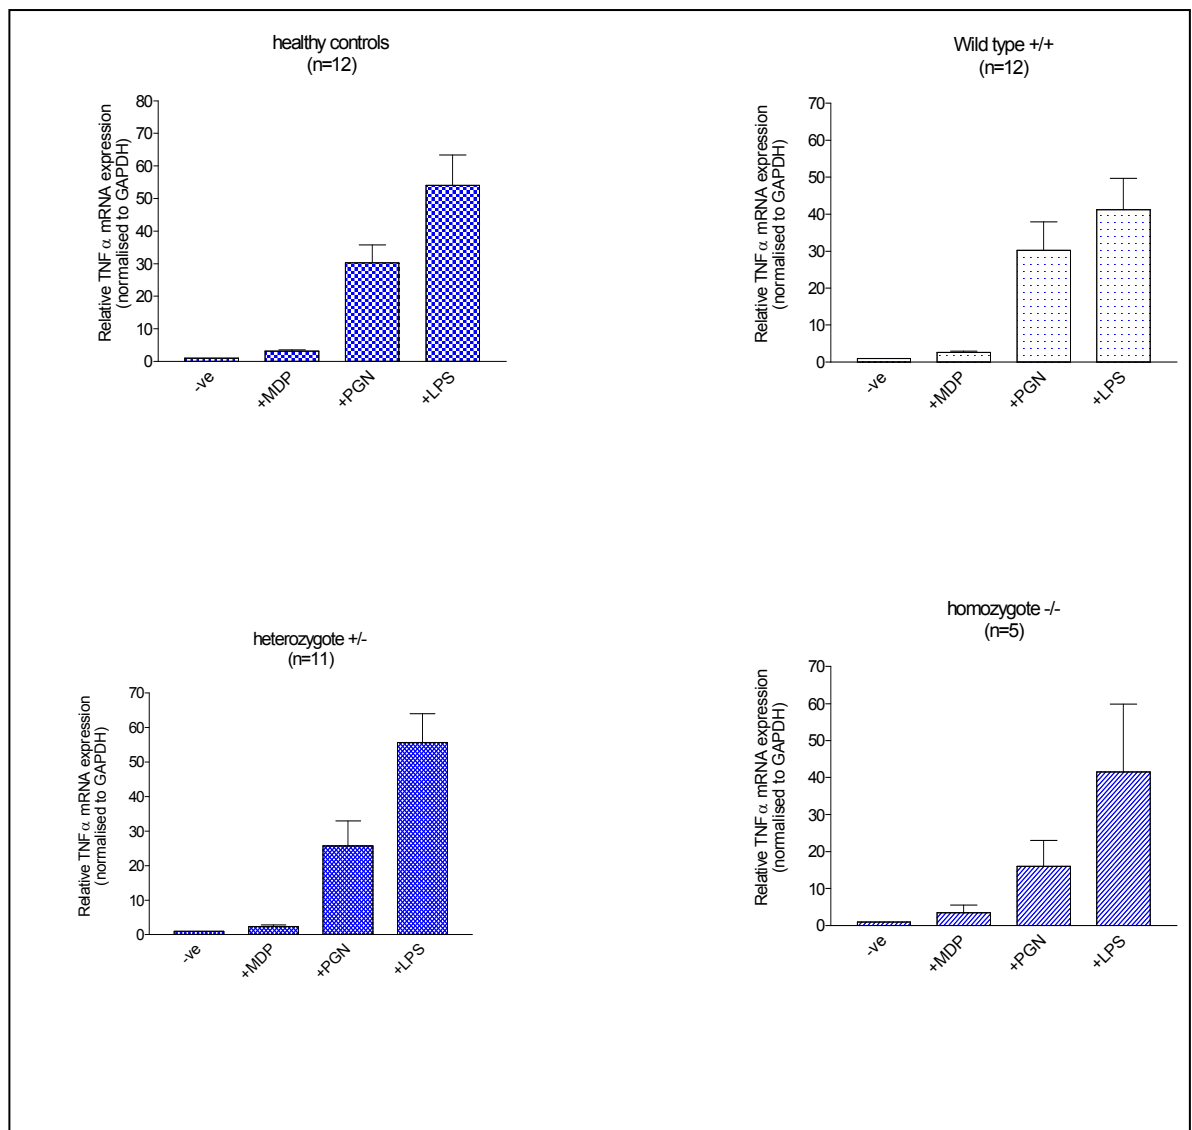 healthy controls
(n=12)
Relative TNF α mRNA expression
(normalised to GAPDH)
80
70
60
50
40
30
20
10
0
-ve
+MDP
+PGN
+LPS
Wild type +/+
(n=12)
Relative TNF α mRNA expression
(normalised to GAPDH)
70
60
50
40
30
20
10
0
-ve
+MDP
+PGN
+LPS
heterozygote +/-
(n=11)
Relative TNF α mRNA expression
(normalised to GAPDH)
70
60
50
40
30
20
10
0
-ve
+MDP
+PGN
+LPS
homozygote -/-
(n=5)
Relative TNF α mRNA expression
(normalised to GAPDH)
70
60
50
40
30
20
10
0
-ve
+MDP
+PGN
+LPS